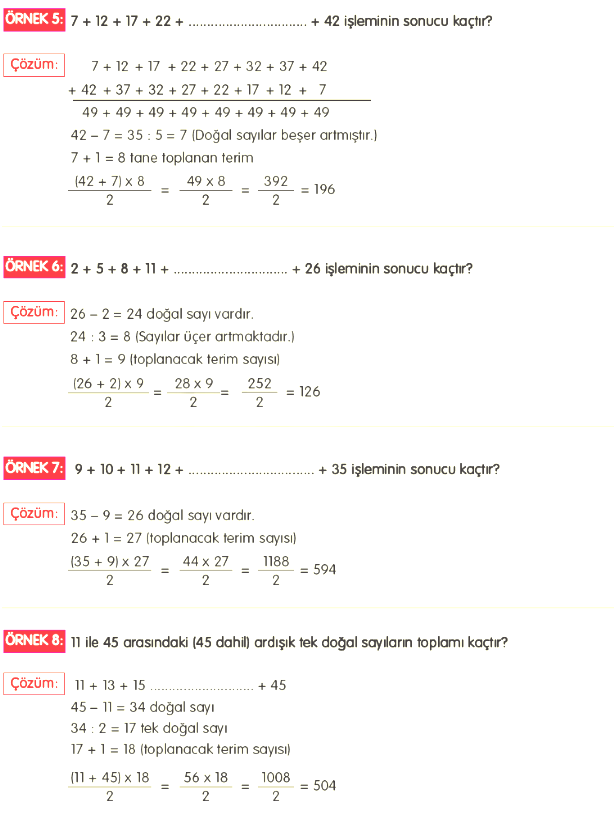 ÖRNEK 5: 7 + 12 + 17 + 22 + ................................ + 42 işleminin sonucu kaçtır?
Çözüm: 7 + 12 + 17 + 22 + 27 + 32 + 37 + 42
+ 42 + 37 + 32 + 27 + 22 + 17 + 12 + 7
49 + 49 + 49 + 49 + 49 + 49 + 49 + 49
42 – 7 = 35 : 5 = 7 (Doğal sayılar beşer artmıştır.)
7 + 1 = 8 tane toplanan terim
(42 + 7) x 8 / 2 = 49 x 8 / 2 = 392 / 2 = 196
ÖRNEK 6: 2 + 5 + 8 + 11 + ............................... + 26 işleminin sonucu kaçtır?
Çözüm: 26 – 2 = 24 doğal sayı vardır.
24 : 3 = 8 (Sayılar üçer artmaktadır.)
8 + 1 = 9 (toplanacak terim sayısı)
(26 + 2) x 9 / 2 = 28 x 9 / 2 = 252 / 2 = 126
ÖRNEK 7: 9 + 10 + 11 + 12 + .................................. + 35 işleminin sonucu kaçtır?
Çözüm: 35 – 9 = 26 doğal sayı vardır.
26 + 1 = 27 (toplanacak terim sayısı)
(35 + 9) x 27 / 2 = 44 x 27 / 2 = 1188 / 2 = 594
ÖRNEK 8: 11 ile 45 arasındaki (45 dahil) ardışık tek doğal sayıların toplamı kaçtır?
Çözüm: 11 + 13 + 15 ............................ + 45
45 – 11 = 34 doğal sayı
34 : 2 = 17 tek doğal sayı
17 + 1 = 18 (toplanacak terim sayısı)
(11 + 45) x 18 / 2 = 56 x 18 / 2 = 1008 / 2 = 504